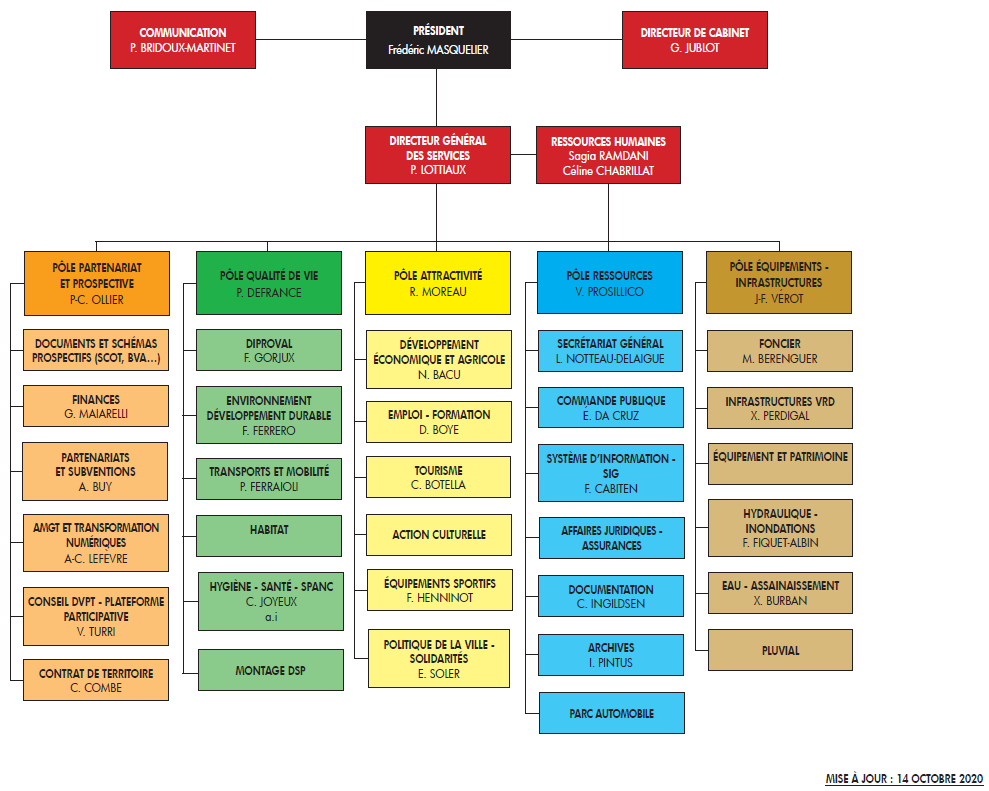 COMMUNICATION
P. BRIDOUX-MARTINET
PRÉSIDENT
Frédéric MASQUELIER
DIRECTEUR DE CABINET
G. JUBLOT
DIRECTEUR GÉNÉRAL
DES SERVICES
P. LOTTIAUX
RESSOURCES HUMAINES
Sagia RAMDANI
Céline CHABRILLAT
PÔLE PARTENARIAT
ET PROSPECTIVE
P-C. OLLIER
DOCUMENTS ET SCHÉMAS
PROSPECTIFS (SCOT, BVA...)
FINANCES
G. MAIARELLI
PARTENARIATS
ET SUBVENTIONS
A. BUY
AMGT ET TRANSFORMATION
NUMÉRIQUES
A-C. LEFÈVRE
CONSEIL DVPT - PLATEFORME
PARTICIPATIVE
V. TURRI
CONTRAT DE TERRITOIRE
C. COMBE
PÔLE QUALITÉ DE VIE
P. DEFRANCE
DIPROVAL
F. GORJUX
ENVIRONNEMENT
DÉVELOPPEMENT DURABLE
F. FERRERO
TRANSPORTS ET MOBILITÉ
P. FERRAIOLI
HABITAT
HYGIÈNE - SANTÉ - SPANC
C. JOYEUX
a.i
MONTAGE DSP
PÔLE ATTRACTIVITÉ
R. MOREAU
DÉVELOPPEMENT
ÉCONOMIQUE ET AGRICOLE
N. BACU
EMPLOI - FORMATION
D. BOYE
TOURISME
C. BOTELLA
ACTION CULTURELLE
ÉQUIPEMENTS SPORTIFS
F. HENNINOT
POLITIQUE DE LA VILLE -
SOLIDARITÉS
E. SOLER
PÔLE RESSOURCES
V. PROSILLICO
SECRÉTARIAT GÉNÉRAL
L. NOTTEAU-DELAIGUE
COMMANDE PUBLIQUE
E. DA CRUZ
SYSTÈME D'INFORMATION -
SIG
F. CABITEN
AFFAIRES JURIDIQUES -
ASSURANCES
DOCUMENTATION
C. INGILDSEN
ARCHIVES
I. PINTUS
PARC AUTOMOBILE
PÔLE ÉQUIPEMENTS -
INFRASTRUCTURES
J-F. VÉROT
FONCIER
M. BERENGUER
INFRASTRUCTURES VRD
X. PERDIGAL
ÉQUIPEMENT ET PATRIMOINE
HYDRAULIQUE -
INONDATIONS
F. FIQUET-ALBIN
EAU - ASSAINAISSEMENT
X. BURBAN
PLUVIAL
MISE À JOUR : 14 OCTOBRE 2020